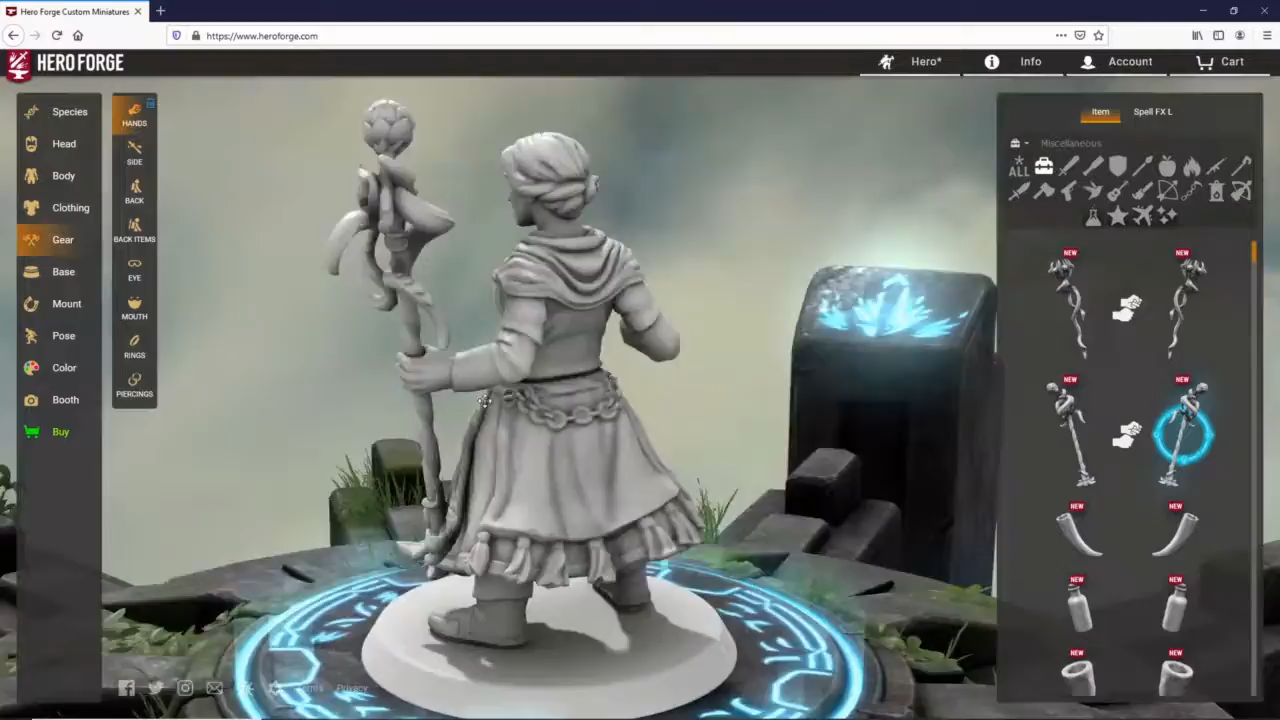 Hero Forge Custom Miniatures
https://www.heroforge.com
HERO FORGE
Hero*
Info
Account
Cart
Species
Head
Body
Clothing
Gear
Base
Mount
Pose
Color
Booth
Buy
HANDS
SIDE
BACK
BACK ITEMS
EYE
MOUTH
RINGS
PIERCINGS
Item
Spell FX L
Miscellaneous
ALL
NEW
NEW
NEW
NEW
NEW
NEW
NEW
NEW
NEW
NEW
Privacy